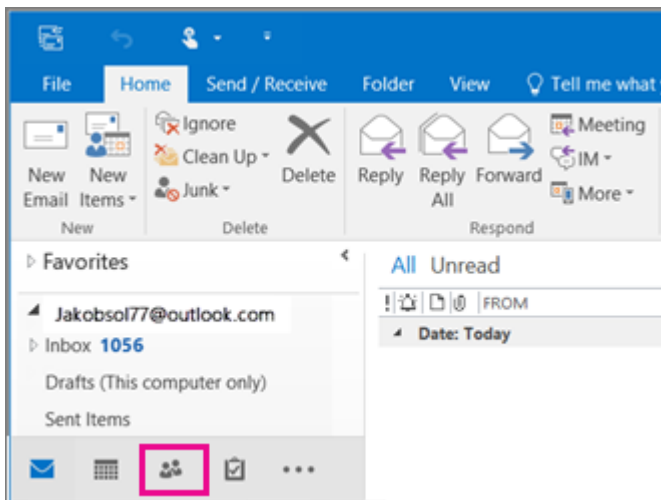 File Home Send / Receive Folder View Tell me what
New Email
New Items
Ignore
Clean Up
Junk
Delete
Reply
Reply All
Forward
Meeting
IM
More
New Delete Respond
Favorites
Jakobsol77@outlook.com
Inbox 1056
Drafts (This computer only)
Sent Items
All Unread
! FROM
Date: Today